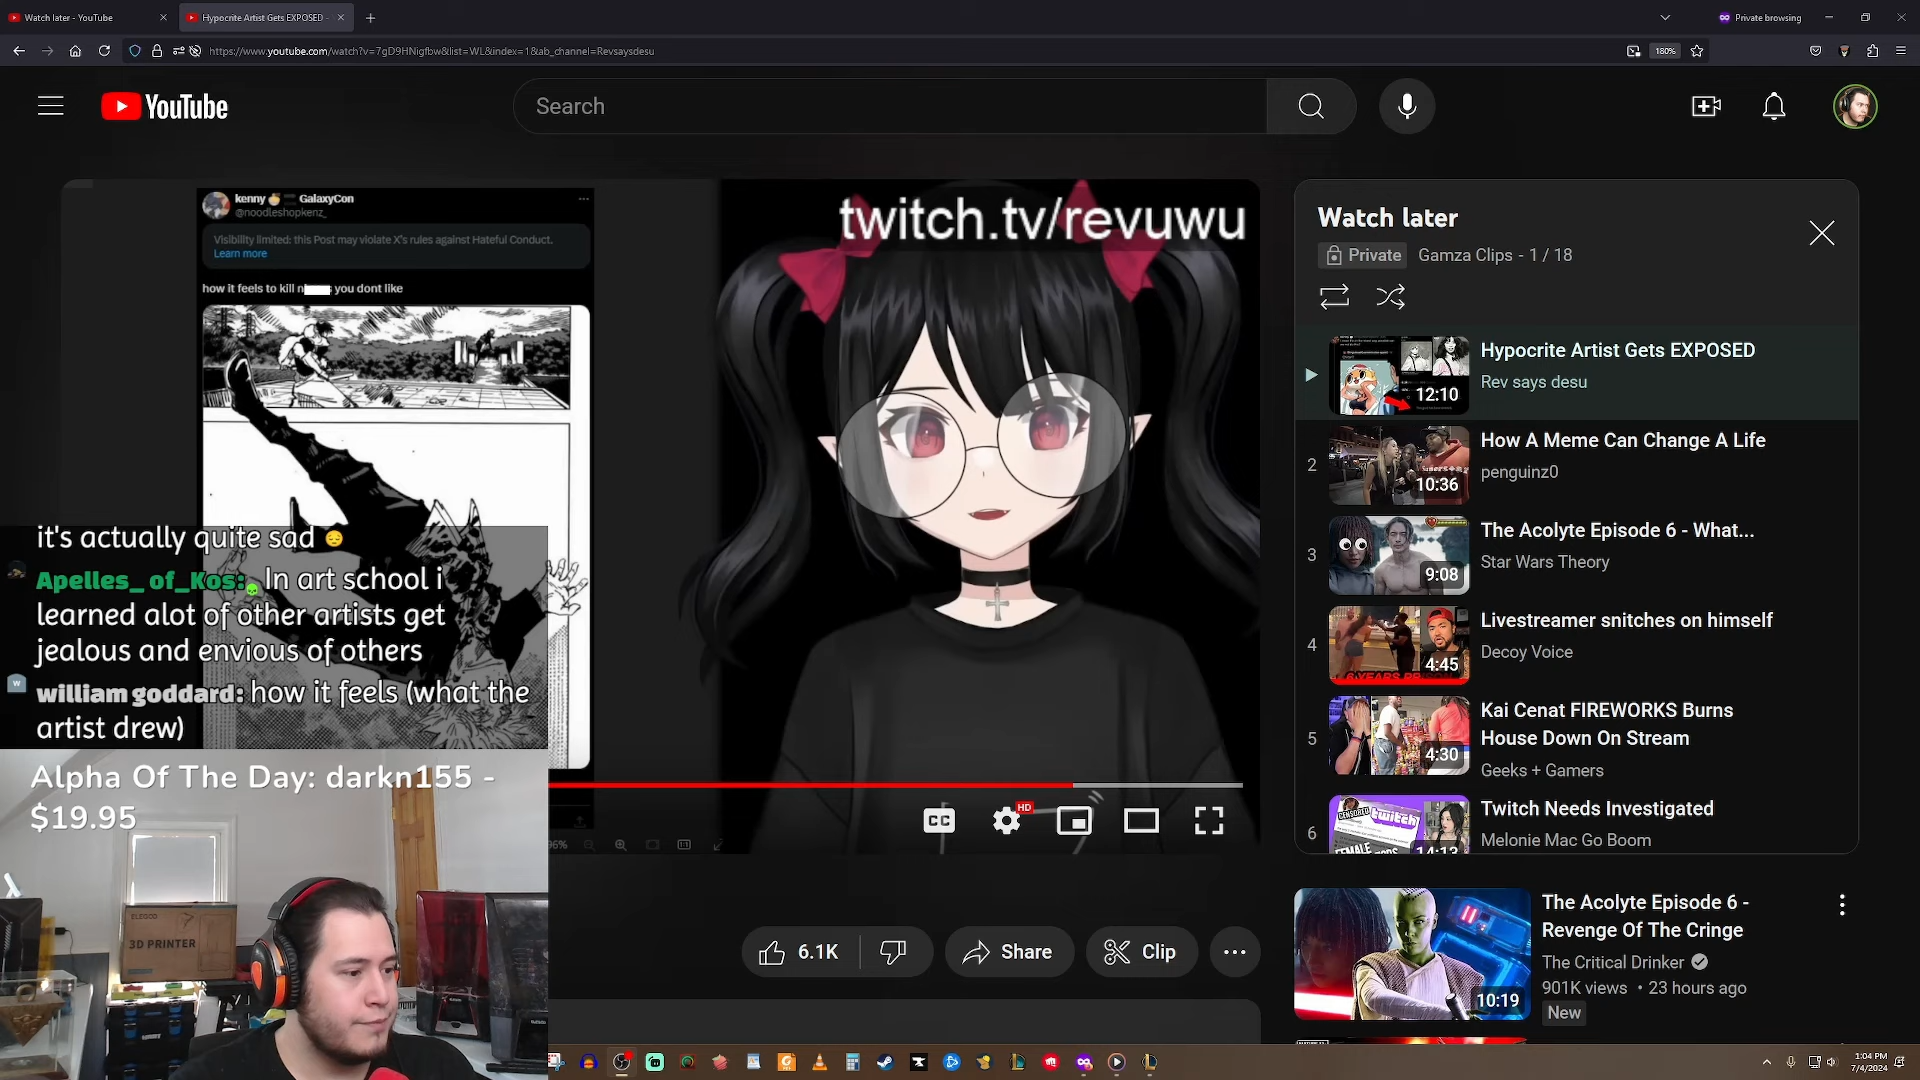 Watch later - YouTube
Hypocrite Artist Gets EXPOSED -
Private browsing
https://www.youtube.com/watch?v=7gD9HNigfbw&list=WL&index=1&ab_channel=Revsaysdesu
180%
YouTube
Search
kenny GalaxyCon
@noodleshopkenz_
Visibility limited: this Post may violate X's rules against Hateful Conduct.
Learn more
how it feels to kill n you dont like
twitch.tv/revuwu
it's actually quite sad
Apelles_ of_Kos: In art school i
learned alot of other artists get
jealous and envious of others
william goddard: how it feels (what the
artist drew)
Alpha Of The Day: darkn155 -
$19.95
3D PRINTER
CC
HD
96%
6.1K
Share
Clip
Watch later
Private
Gamza Clips - 1 / 18
12:10
Hypocrite Artist Gets EXPOSED
Rev says desu
2
10:36
How A Meme Can Change A Life
penguinz0
3
9:08
The Acolyte Episode 6 - What...
Star Wars Theory
4
4:45
Livestreamer snitches on himself
Decoy Voice
5
4:30
Kai Cenat FIREWORKS Burns
House Down On Stream
Geeks + Gamers
6
14:13
Twitch Needs Investigated
Melonie Mac Go Boom
10:19
The Acolyte Episode 6 -
Revenge Of The Cringe
The Critical Drinker
901K views • 23 hours ago
New
1:04 PM
7/4/2024